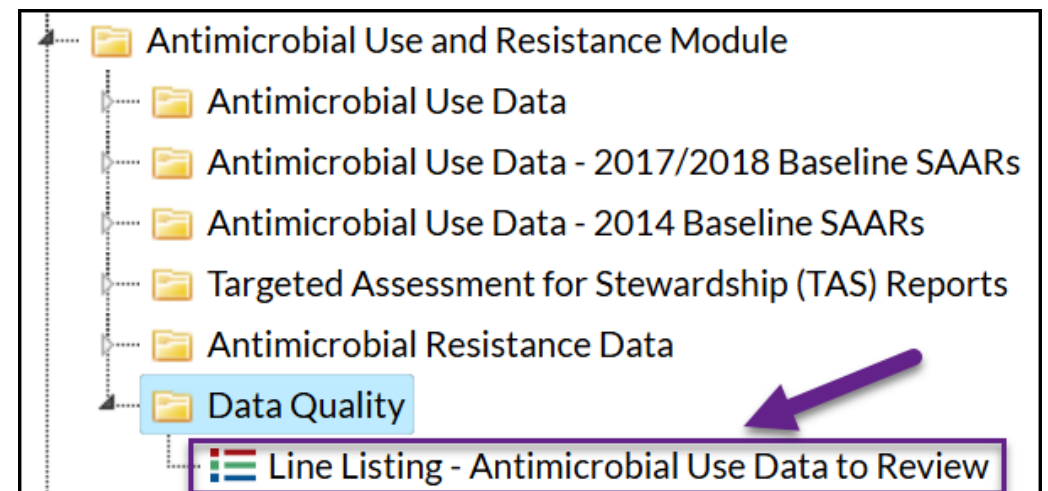 Antimicrobial Use and Resistance Module
Antimicrobial Use Data
Antimicrobial Use Data - 2017/2018 Baseline SAARs
Antimicrobial Use Data - 2014 Baseline SAARs
Targeted Assessment for Stewardship (TAS) Reports
Antimicrobial Resistance Data
Data Quality
Line Listing - Antimicrobial Use Data to Review